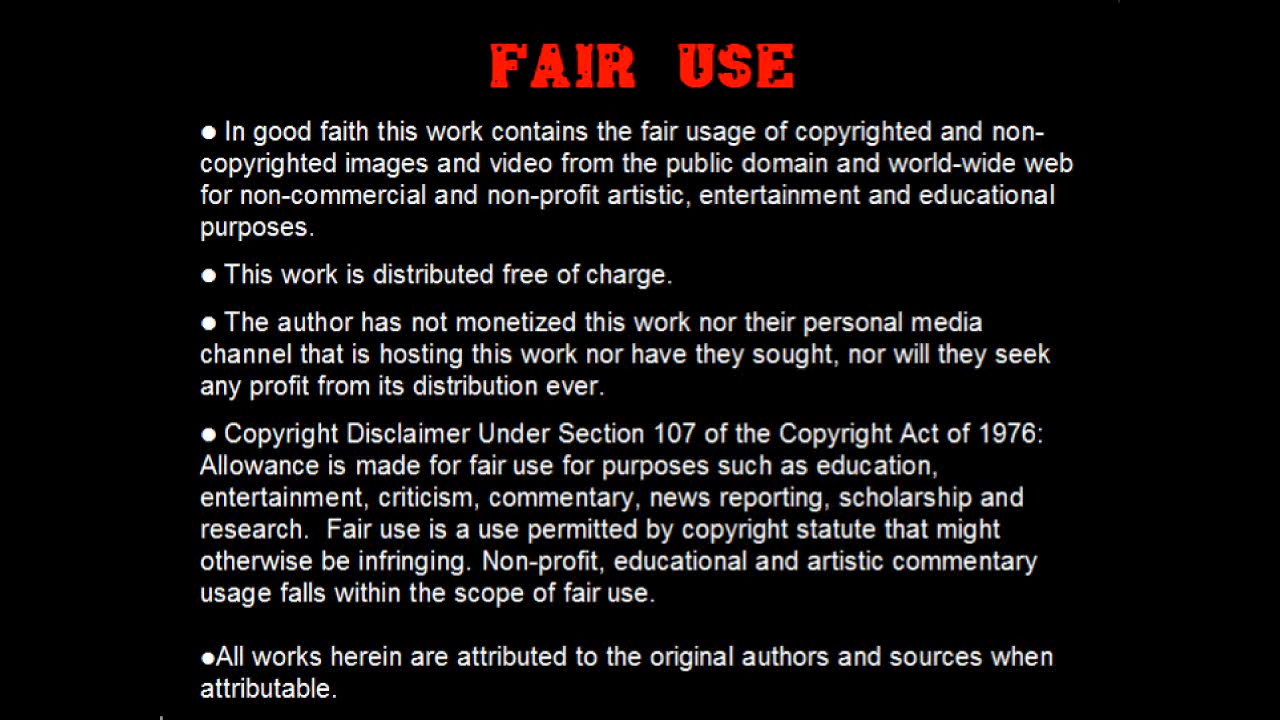 FAIR USE
● In good faith this work contains the fair usage of copyrighted and non-
copyrighted images and video from the public domain and world-wide web
for non-commercial and non-profit artistic, entertainment and educational
purposes.
● This work is distributed free of charge.
● The author has not monetized this work nor their personal media
channel that is hosting this work nor have they sought, nor will they seek
any profit from its distribution ever.
● Copyright Disclaimer Under Section 107 of the Copyright Act of 1976:
Allowance is made for fair use for purposes such as education,
entertainment, criticism, commentary, news reporting, scholarship and
research.  Fair use is a use permitted by copyright statute that might
otherwise be infringing. Non-profit, educational and artistic commentary
usage falls within the scope of fair use.
●All works herein are attributed to the original authors and sources when
attributable.